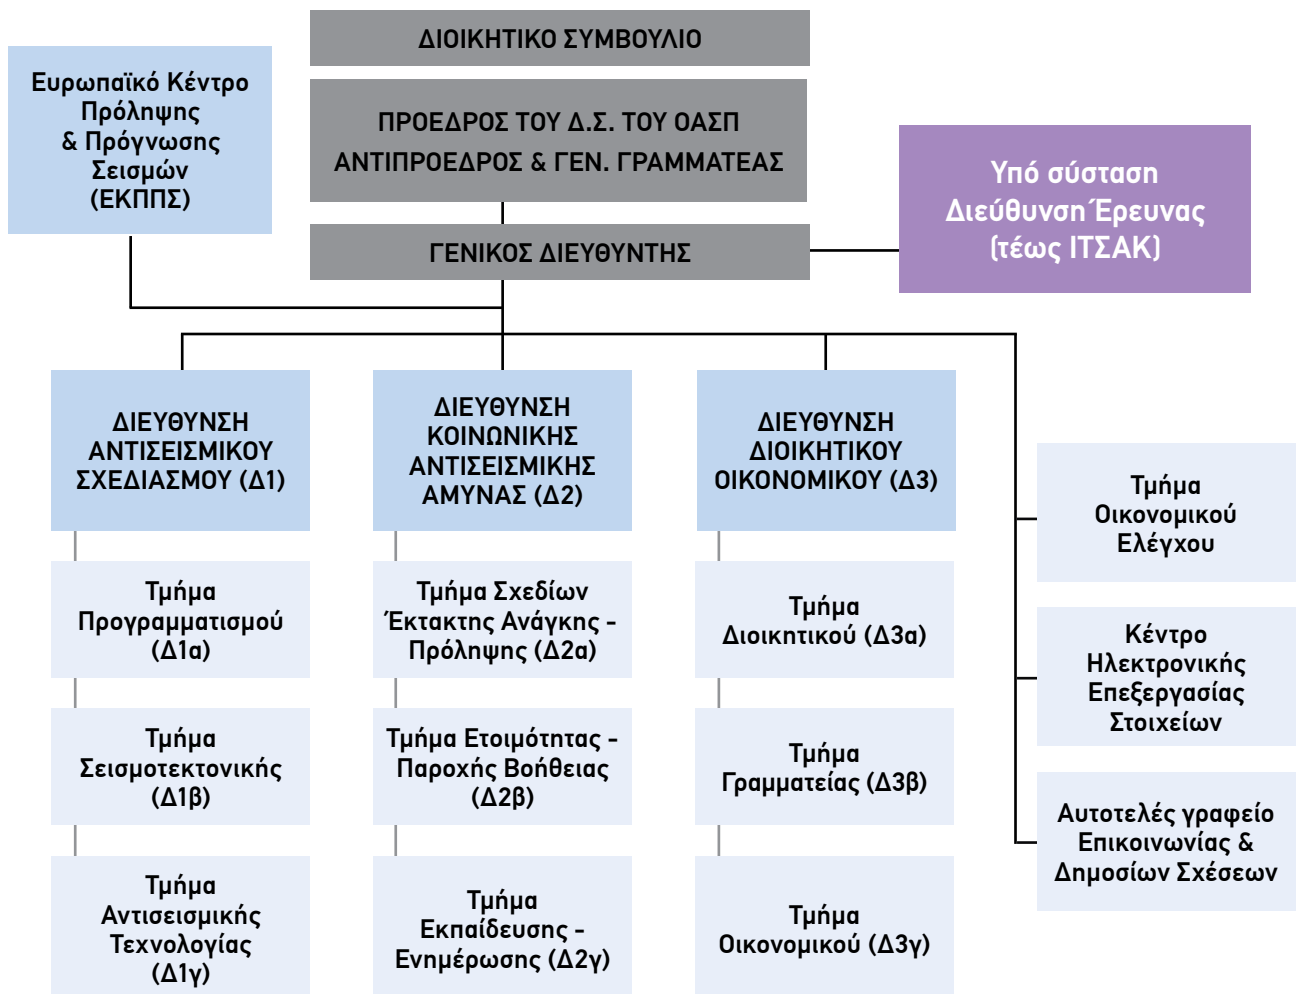 ΔΙΟΙΚΗΤΙΚΟ ΣΥΜΒΟΥΛΙΟ
Ευρωπαϊκό Κέντρο
Πρόληψης
& Πρόγνωσης
Σεισμών
(ΕΚΠΠΣ)
ΠΡΟΕΔΡΟΣ ΤΟΥ Δ.Σ. ΤΟΥ ΟΑΣΠ
ΑΝΤΙΠΡΟΕΔΡΟΣ & ΓΕΝ. ΓΡΑΜΜΑΤΕΑΣ
Υπό σύσταση
Διεύθυνση Έρευνας
(τέως ΙΤΣΑΚ)
ΓΕΝΙΚΟΣ ΔΙΕΥΘΥΝΤΗΣ
ΔΙΕΥΘΥΝΣΗ
ΑΝΤΙΣΕΙΣΜΙΚΟΥ
ΣΧΕΔΙΑΣΜΟΥ (Δ1)
ΔΙΕΥΘΥΝΣΗ
ΚΟΙΝΩΝΙΚΗΣ
ΑΝΤΙΣΕΙΣΜΙΚΗΣ
ΑΜΥΝΑΣ (Δ2)
ΔΙΕΥΘΥΝΣΗ
ΔΙΟΙΚΗΤΙΚΟΥ
ΟΙΚΟΝΟΜΙΚΟΥ (Δ3)
Τμήμα
Οικονομικού
Ελέγχου
Τμήμα
Προγραμματισμού
(Δ1α)
Τμήμα Σχεδίων
Έκτακτης Ανάγκης -
Πρόληψης (Δ2α)
Τμήμα
Διοικητικού (Δ3α)
Κέντρο
Ηλεκτρονικής
Επεξεργασίας
Στοιχείων
Τμήμα
Σεισμοτεκτονικής
(Δ1β)
Τμήμα Ετοιμότητας -
Παροχής Βοήθειας
(Δ2β)
Τμήμα
Γραμματείας (Δ3β)
Αυτοτελές γραφείο
Επικοινωνίας &
Δημοσίων Σχέσεων
Τμήμα
Αντισεισμικής
Τεχνολογίας
(Δ1γ)
Τμήμα
Εκπαίδευσης -
Ενημέρωσης (Δ2γ)
Τμήμα
Οικονομικού (Δ3γ)